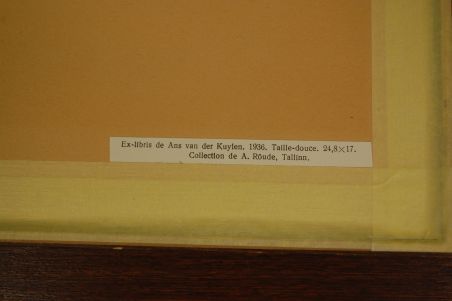 Ex-libris de Ans van der Kuylen. 1936. Taille-douce. 24,8×17.
Collection de A. Rõude, Tallinn.